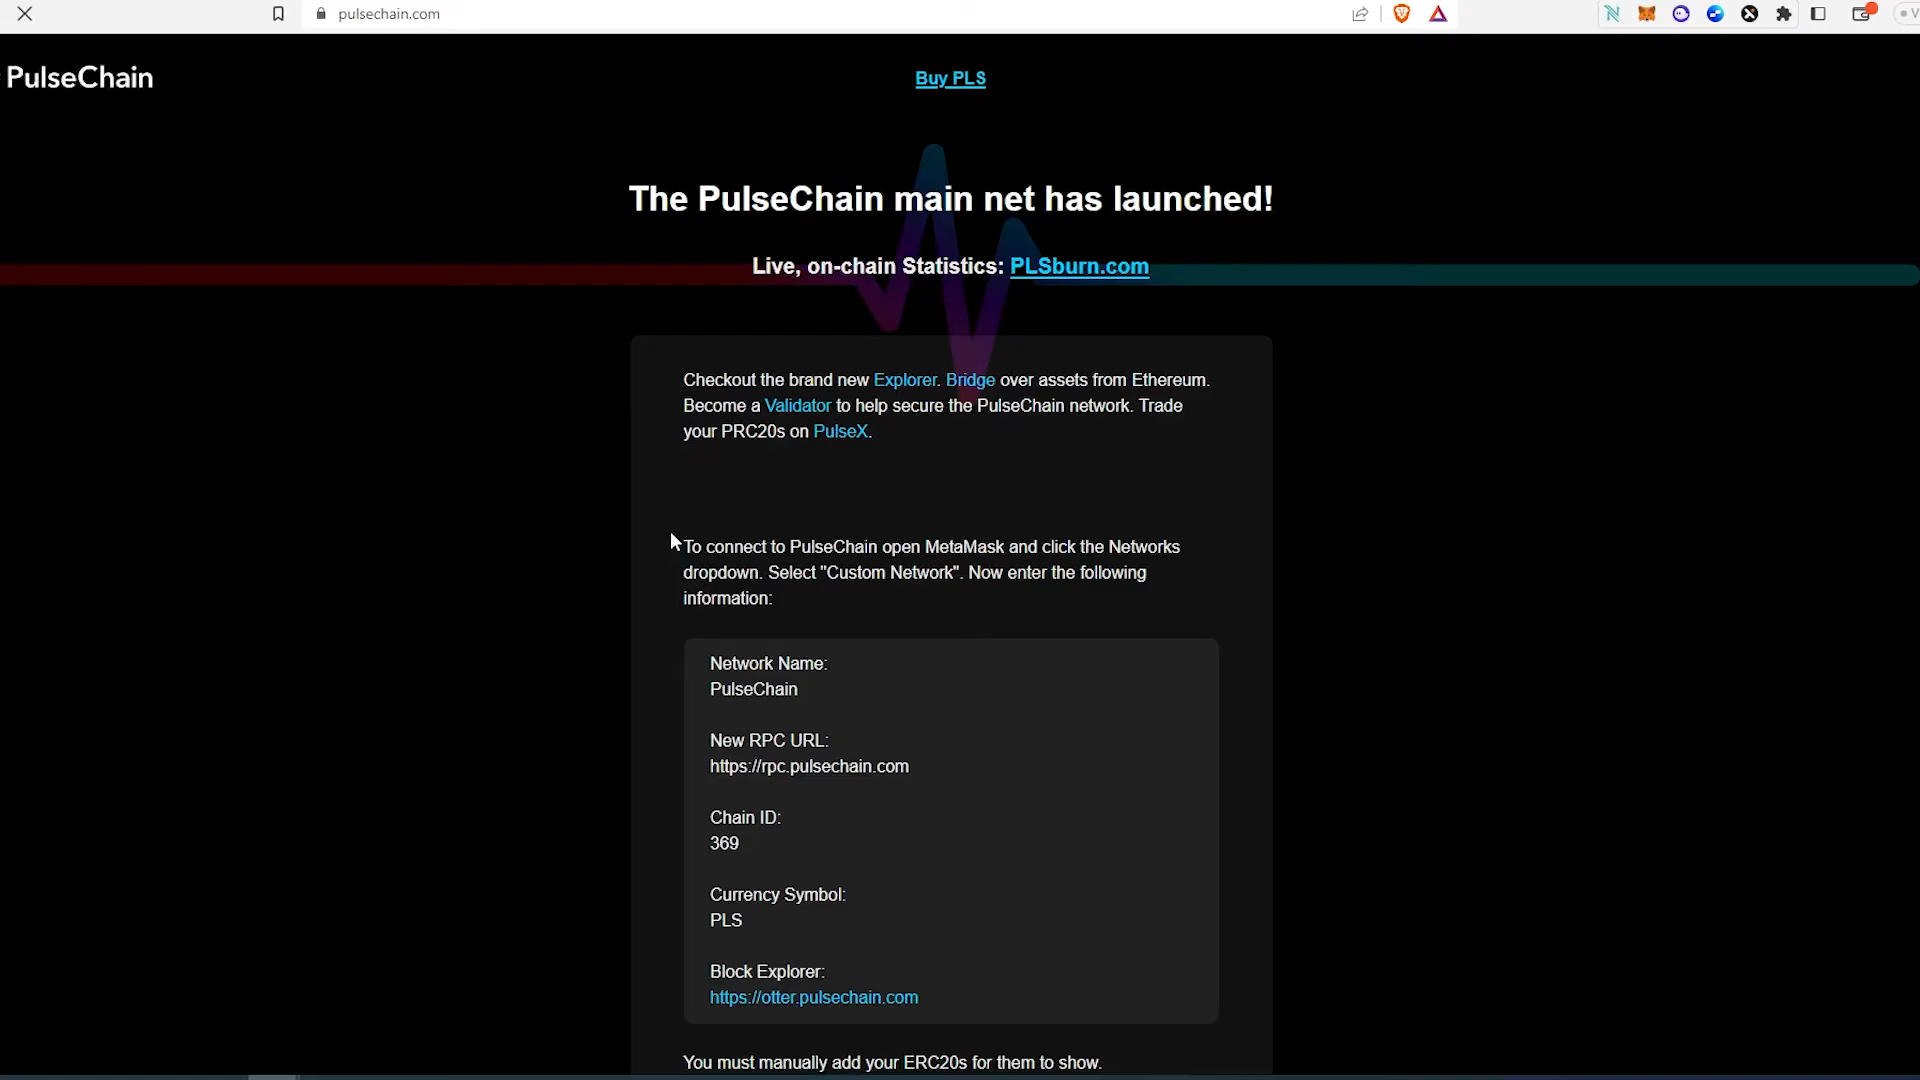 pulsechain.com
PulseChain
Buy PLS
The PulseChain main net has launched!
Live, on-chain Statistics: PLSburn.com
Checkout the brand new Explorer. Bridge over assets from Ethereum.
Become a Validator to help secure the PulseChain network. Trade
your PRC20s on PulseX.
To connect to PulseChain open MetaMask and click the Networks
dropdown. Select "Custom Network". Now enter the following
information:
Network Name:
PulseChain
New RPC URL:
https://rpc.pulsechain.com
Chain ID:
369
Currency Symbol:
PLS
Block Explorer:
https://otter.pulsechain.com
You must manually add your ERC20s for them to show.